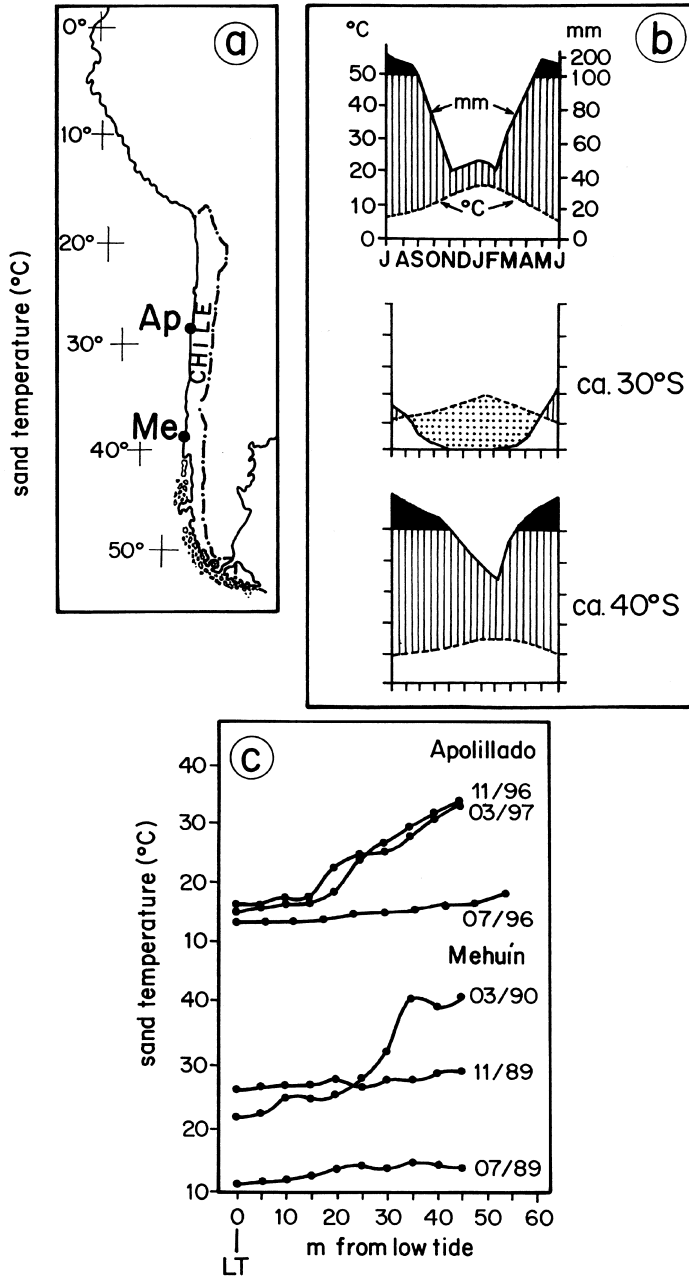 a
0°
10°
20°
30°
40°
50°
Ap
Me
CHILE
sand temperature (°C)
b
°C mm
50
40
30
20
10
0
200
100
80
60
40
20
0
mm
°C
J A S O N D J F M A M J
ca. 30°S
ca. 40°S
c
Apolillado
40
30
20
10
11/96
03/97
07/96
Mehuín
40
30
20
10
03/90
11/89
07/89
sand temperature (°C)
0 10 20 30 40 50 60
m from low tide
LT